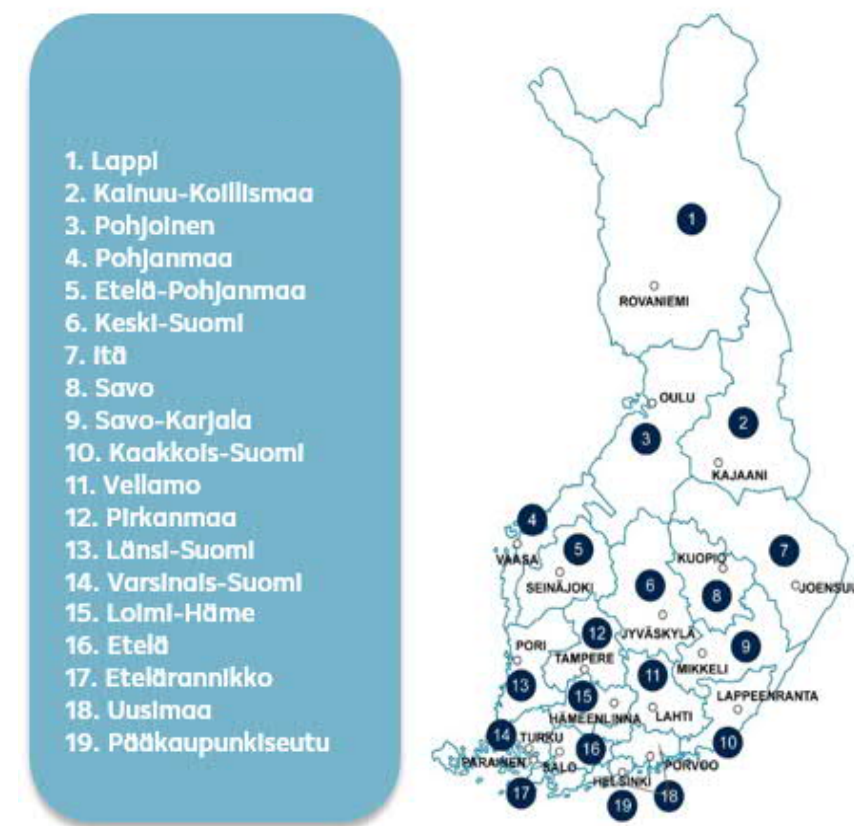 1. Lappi
2. Kainuu-Koillismaa
3. Pohjoinen
4. Pohjanmaa
5. Etelä-Pohjanmaa
6. Keski-Suomi
7. Itä
8. Savo
9. Savo-Karjala
10. Kaakkois-Suomi
11. Vellamo
12. Pirkanmaa
13. Länsi-Suomi
14. Varsinais-Suomi
15. Loimi-Häme
16. Etelä
17. Etelärannikko
18. Uusimaa
19. Pääkaupunkiseutu
1
ROVANIEMI
OULU
2
3
KAJAANI
4
VAASA
5
SEINÄJOKI
KUOPIO
7
6
8
JOENSUU
JYVÄSKYLÄ
12
9
MIKKELI
PORI
TAMPERE
11
13
15
HÄMEENLINNA
LAHTI
LAPPEENRANTA
14
TURKU
16
10
PARAINEN
SALO
PORVOO
HELSINKI
17
19
18